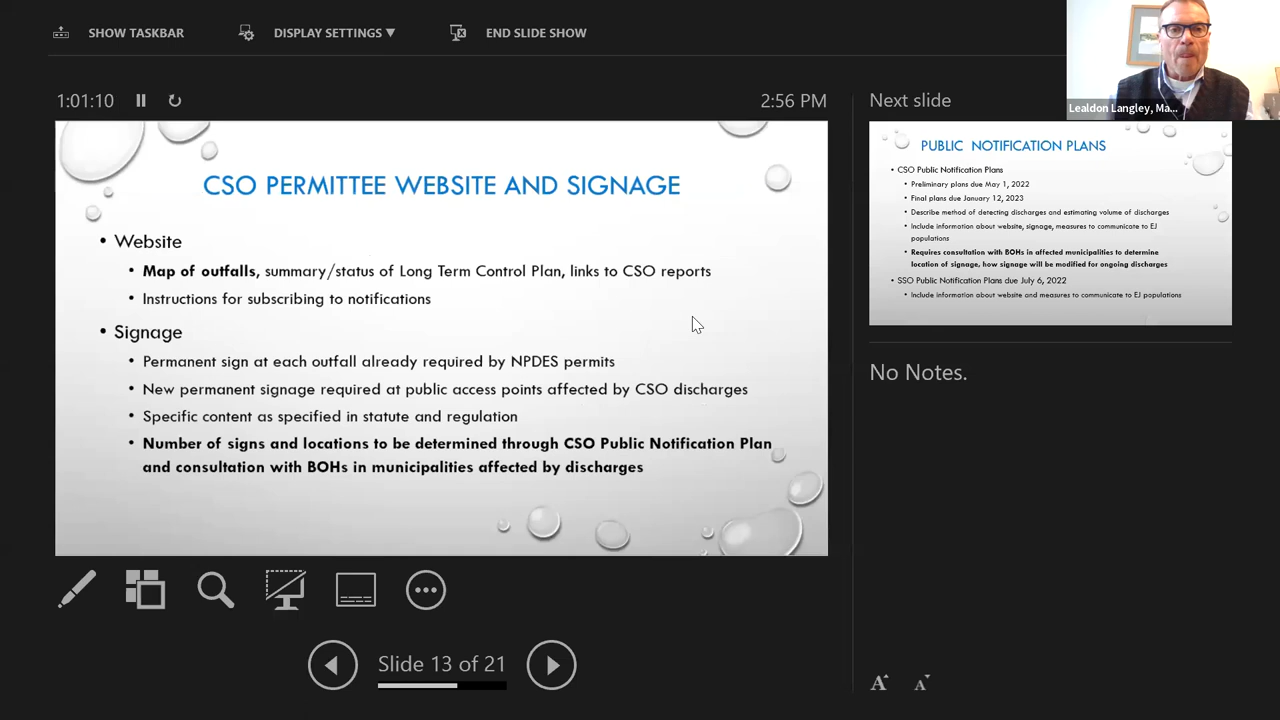 SHOW TASKBAR
DISPLAY SETTINGS ▼
END SLIDE SHOW
1:01:10
2:56 PM
CSO PERMITTEE WEBSITE AND SIGNAGE
• Website
• Map of outfalls, summary/status of Long Term Control Plan, links to CSO reports
• Instructions for subscribing to notifications
• Signage
• Permanent sign at each outfall already required by NPDES permits
• New permanent signage required at public access points affected by CSO discharges
• Specific content as specified in statute and regulation
• Number of signs and locations to be determined through CSO Public Notification Plan
and consultation with BOHs in municipalities affected by discharges
Slide 13 of 21
Lealdon Langley, Ma...
Next slide
PUBLIC NOTIFICATION PLANS
• CSO Public Notification Plans
• Preliminary plans due May 1, 2022
• Final plans due January 12, 2023
• Describe method of detecting discharges and estimating volume of discharges
• Include information about website, signage, measures to communicate to EJ
populations
• Requires consultation with BOHs in affected municipalities to determine
location of signage, how signage will be modified for ongoing discharges
• SSO Public Notification Plans due July 6, 2022
• Include information about website and measures to communicate to EJ populations
No Notes.
A A